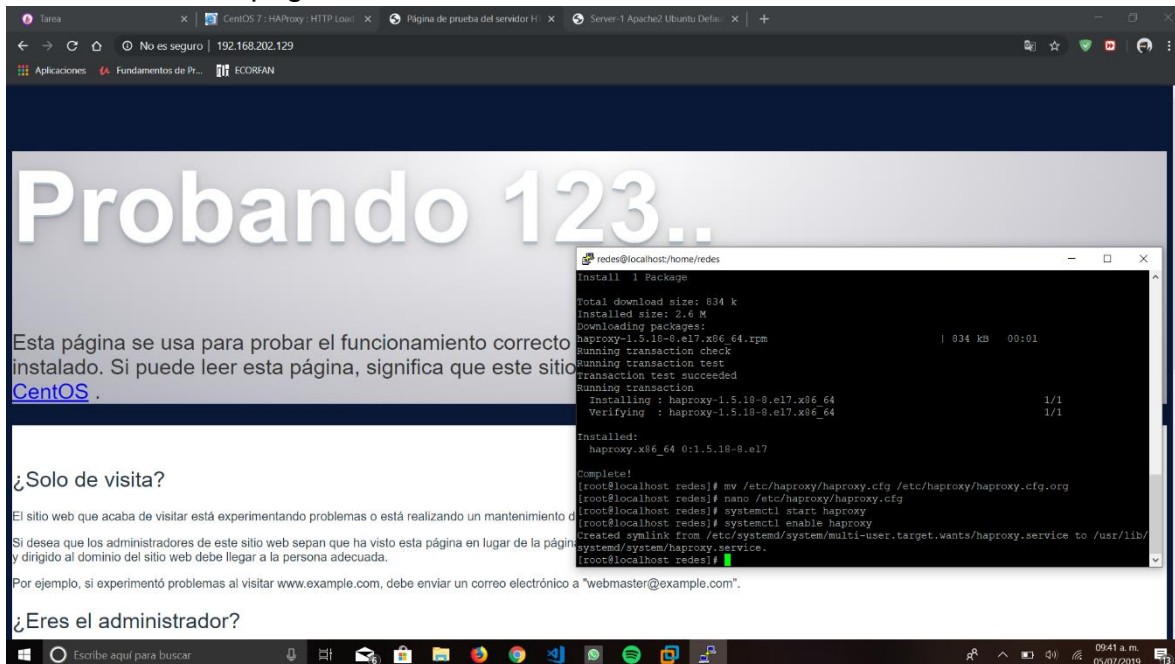 Tarea
CentOS 7 : HAProxy : HTTP Load
Página de prueba del servidor HT
Server-1 Apache2 Ubuntu Defau
No es seguro | 192.168.202.129
Aplicaciones
Fundamentos de Pr...
ECORFAN
Probando 123..
Esta página se usa para probar el funcionamiento correcto
instalado. Si puede leer esta página, significa que este sitio
CentOS .
¿Solo de visita?
El sitio web que acaba de visitar está experimentando problemas o está realizando un mantenimiento d
Si desea que los administradores de este sitio web sepan que ha visto esta página en lugar de la págin
y dirigido al dominio del sitio web debe llegar a la persona adecuada.
Por ejemplo, si experimentó problemas al visitar www.example.com, debe enviar un correo electrónico a "webmaster@example.com".
¿Eres el administrador?
redes@localhost:/home/redes
Install 1 Package
Total download size: 834 k
Installed size: 2.6 M
Downloading packages:
haproxy-1.5.18-8.el7.x86_64.rpm | 834 kB 00:01
Running transaction check
Running transaction test
Transaction test succeeded
Running transaction
Installing : haproxy-1.5.18-8.el7.x86_64 1/1
Verifying : haproxy-1.5.18-8.el7.x86_64 1/1
Installed:
haproxy.x86_64 0:1.5.18-8.el7
Complete!
[root@localhost redes]# mv /etc/haproxy/haproxy.cfg /etc/haproxy/haproxy.cfg.org
[root@localhost redes]# nano /etc/haproxy/haproxy.cfg
[root@localhost redes]# systemctl start haproxy
[root@localhost redes]# systemctl enable haproxy
Created symlink from /etc/systemd/system/multi-user.target.wants/haproxy.service to /usr/lib/
systemd/system/haproxy.service.
[root@localhost redes]#
Escribe aquí para buscar
09:41 a. m.
05/07/2019